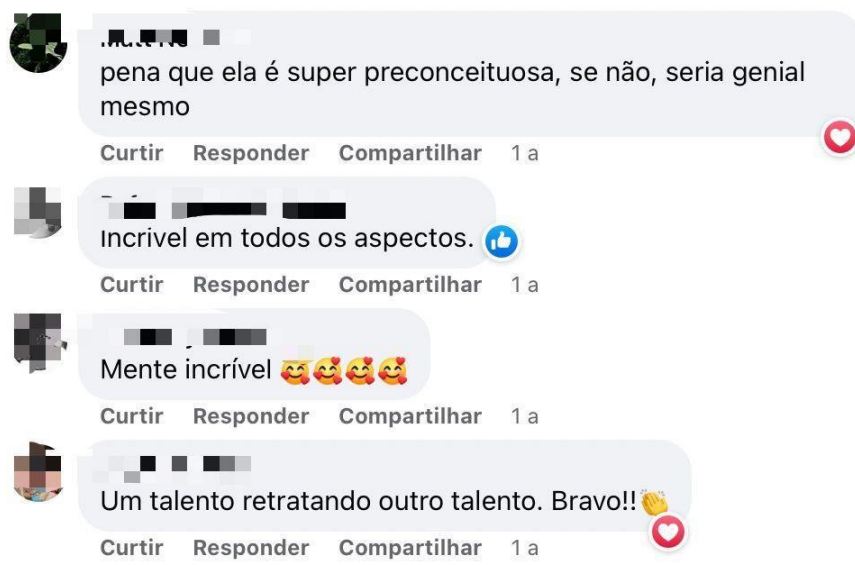 pena que ela é super preconceituosa, se não, seria genial
mesmo
Curtir Responder Compartilhar 1 a
Incrivel em todos os aspectos.
Curtir Responder Compartilhar 1 a
Mente incrível 🥰🥰🥰🥰
Curtir Responder Compartilhar 1 a
Um talento retratando outro talento. Bravo!!👏
Curtir Responder Compartilhar 1 a